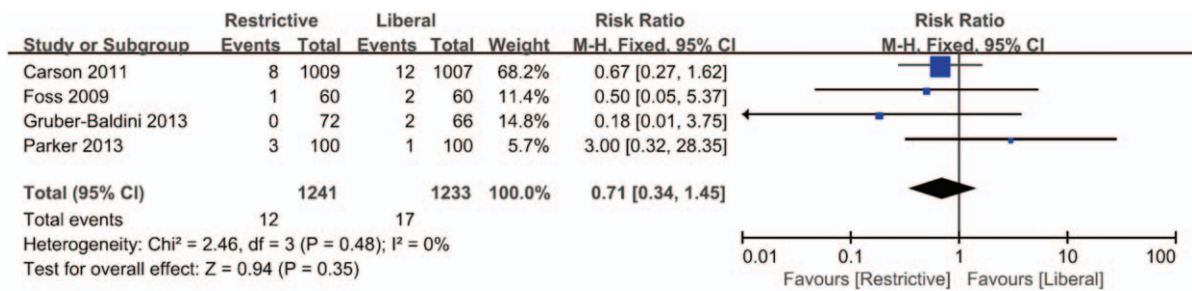 Restrictive Liberal Risk Ratio Risk Ratio
Study or Subgroup Events Total Events Total Weight M-H. Fixed. 95% CI M-H. Fixed. 95% CI
Carson 2011 8 1009 12 1007 68.2% 0.67 [0.27, 1.62]
Foss 2009 1 60 2 60 11.4% 0.50 [0.05, 5.37]
Gruber-Baldini 2013 0 72 2 66 14.8% 0.18 [0.01, 3.75]
Parker 2013 3 100 1 100 5.7% 3.00 [0.32, 28.35]
Total (95% CI) 1241 1233 100.0% 0.71 [0.34, 1.45]
Total events 12 17
Heterogeneity: Chi² = 2.46, df = 3 (P = 0.48); I² = 0%
Test for overall effect: Z = 0.94 (P = 0.35)
0.01 0.1 1 10 100
Favours [Restrictive] Favours [Liberal]